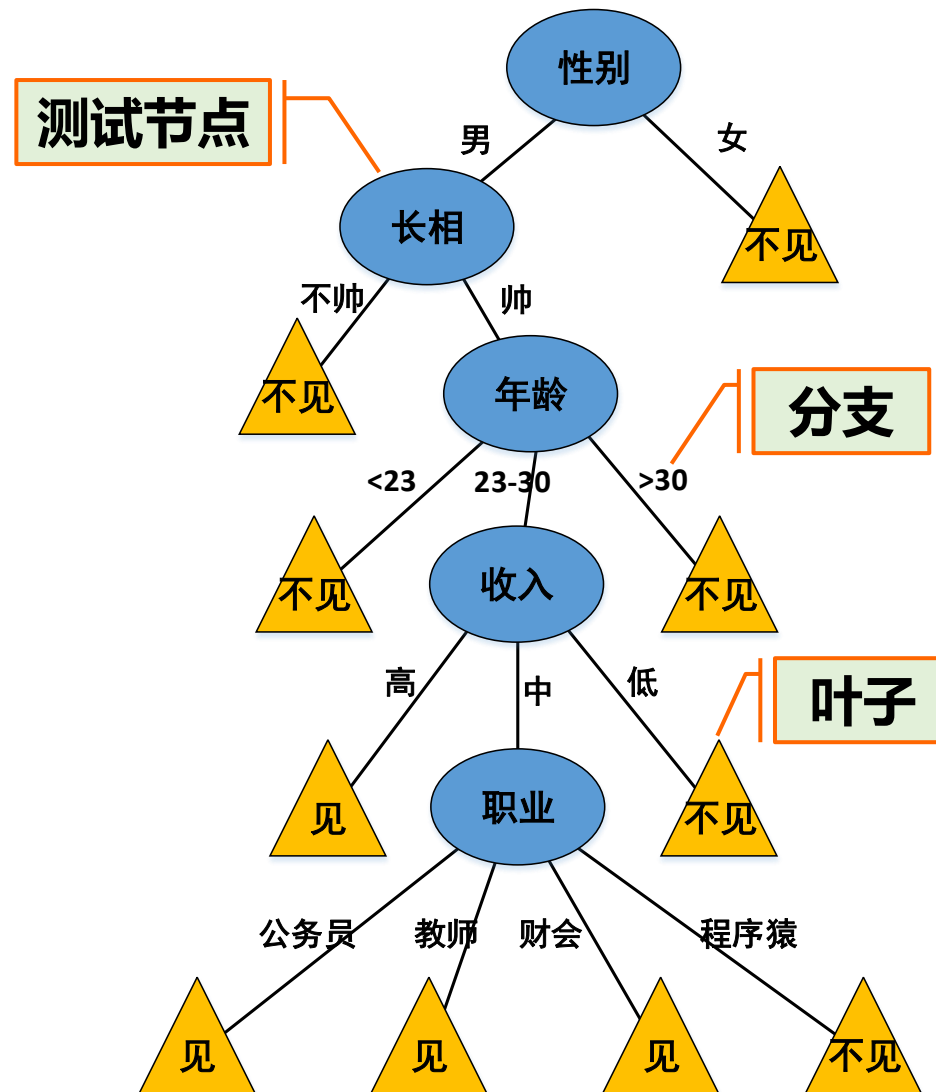 性别
测试节点
男
女
长相
不见
不帅
帅
不见
年龄
分支
<23
23-30
>30
不见
收入
不见
高
中
低
叶子
见
职业
不见
公务员
教师
财会
程序猿
见
见
见
不见